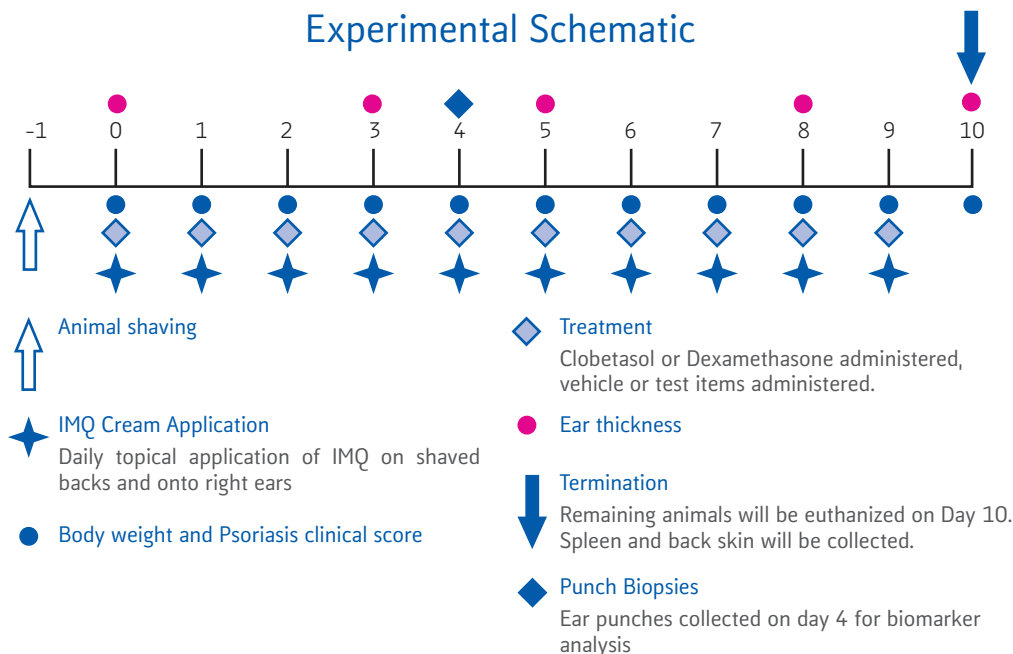 Experimental Schematic
-1 0 1 2 3 4 5 6 7 8 9 10
Animal shaving
IMQ Cream Application
Daily topical application of IMQ on shaved
backs and onto right ears
Body weight and Psoriasis clinical score
Treatment
Clobetasol or Dexamethasone administered,
vehicle or test items administered.
Ear thickness
Termination
Remaining animals will be euthanized on Day 10.
Spleen and back skin will be collected.
Punch Biopsies
Ear punches collected on day 4 for biomarker
analysis